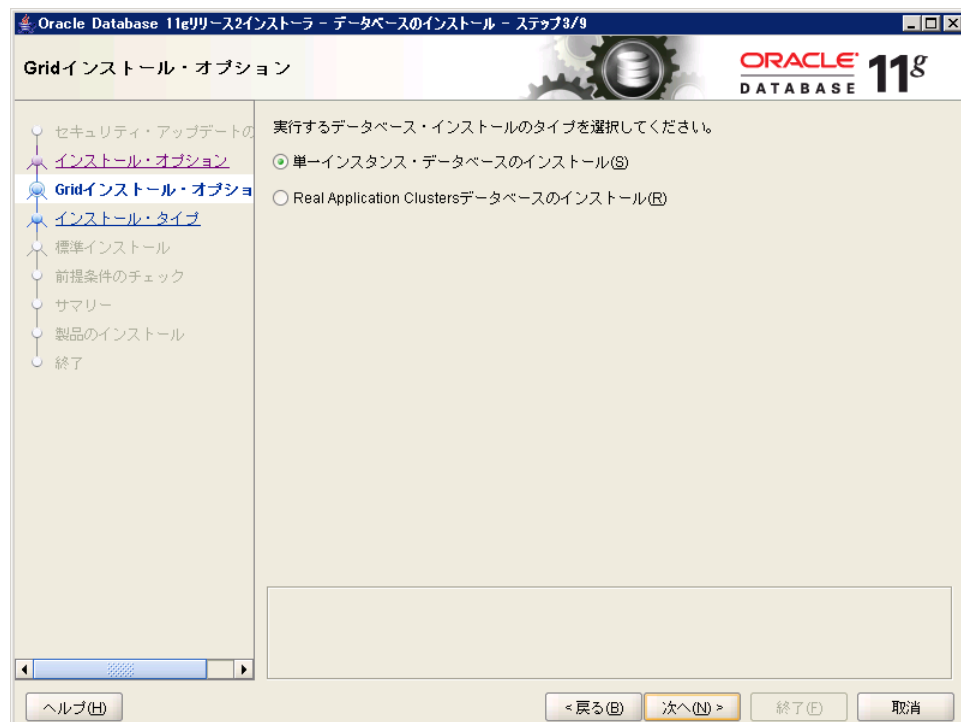 Oracle Database 11gリリース2インストーラ - データベースのインストール - ステップ3/9
Gridインストール・オプション
ORACLE
DATABASE
11g
セキュリティ・アップデートの
インストール・オプション
Gridインストール・オプショ
インストール・タイプ
標準インストール
前提条件のチェック
サマリー
製品のインストール
終了
実行するデータベース・インストールのタイプを選択してください。
単一インスタンス・データベースのインストール(S)
Real Application Clustersデータベースのインストール(R)
ヘルプ(H)
< 戻る(B)
次へ(N) >
終了(F)
取消